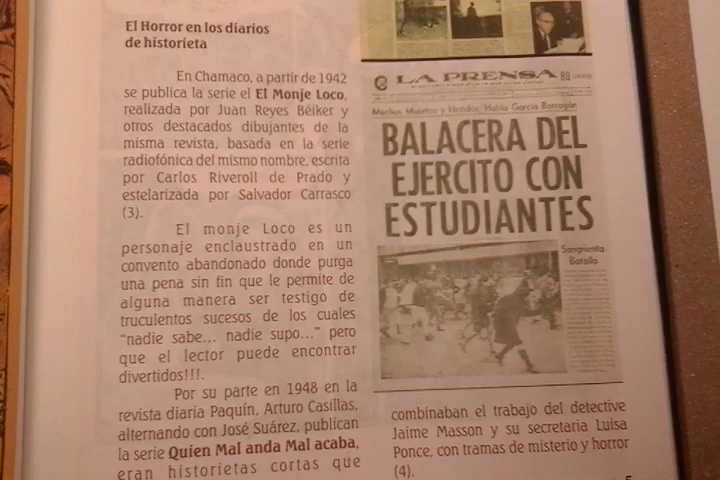 El Horror en los diarios
de historieta
En Chamaco, a partir de 1942
se publica la serie el El Monje Loco,
realizada por Juan Reyes Béiker y
otros destacados dibujantes de la
misma revista, basada en la serie
radiofónica del mismo nombre, escrita
por Carlos Riveroll de Prado y
estelarizada por Salvador Carrasco
(3).
El monje Loco es un
personaje enclaustrado en un
convento abandonado donde purga
una pena sin fin que le permite de
alguna manera ser testigo de
truculentos sucesos de los cuales
“nadie sabe... nadie supo...” pero
que el lector puede encontrar
divertidos!!!.
Por su parte en 1948 en la
revista diaria Paquín, Arturo Casillas,
alternando con José Suárez, publican
la serie Quien Mal anda Mal acaba,
eran historietas cortas que
LA PRENSA
80
Muchos Muertos y Heridos; Habla García Barragán
BALACERA DEL
EJERCITO CON
ESTUDIANTES
Sangrienta
Batalla
combinaban el trabajo del detective
Jaime Masson y su secretaria Luisa
Ponce, con tramas de misterio y horror
(4).